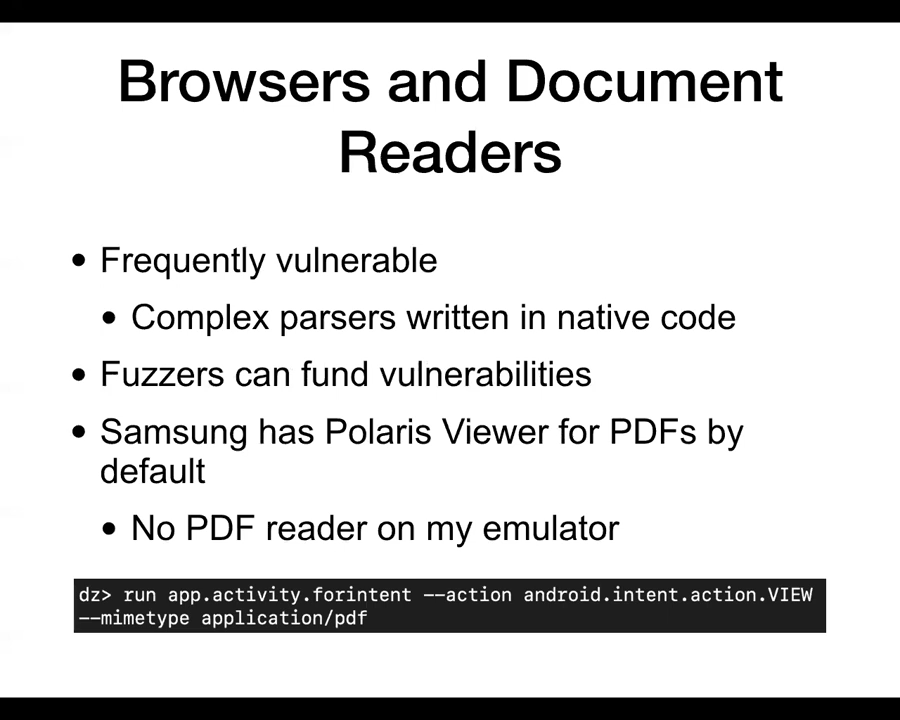 Browsers and Document
Readers
• Frequently vulnerable
• Complex parsers written in native code
• Fuzzers can fund vulnerabilities
• Samsung has Polaris Viewer for PDFs by
default
• No PDF reader on my emulator
dz> run app.activity.forintent --action android.intent.action.VIEW
--mimetype application/pdf